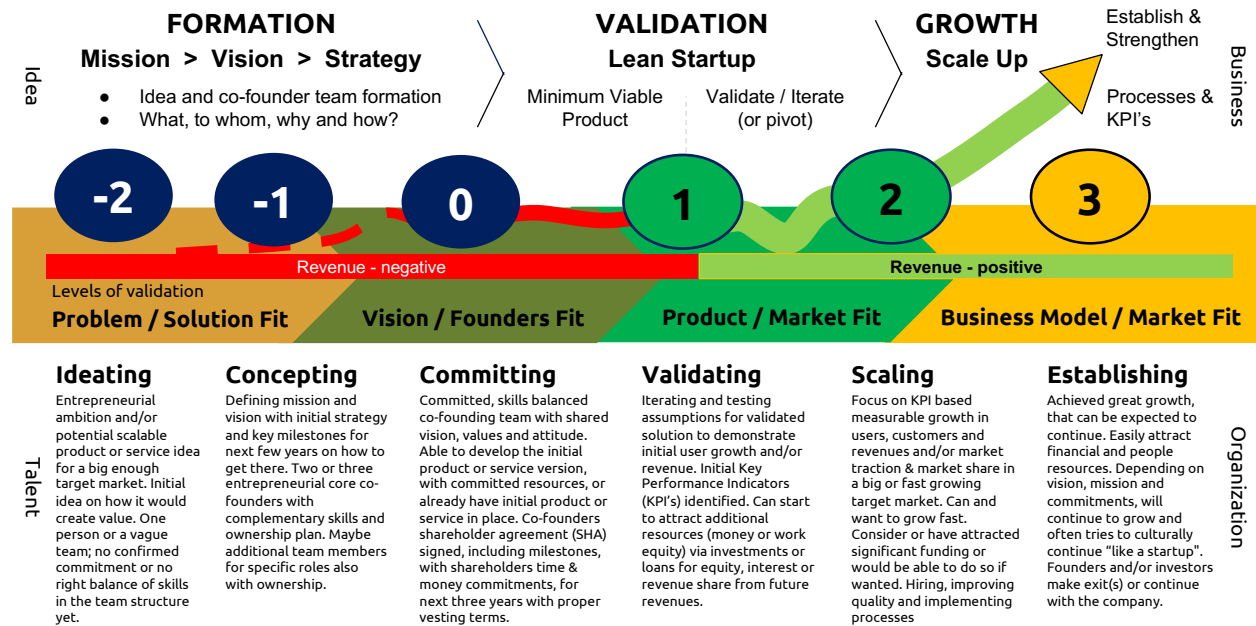 FORMATION
Mission > Vision > Strategy
● Idea and co-founder team formation
● What, to whom, why and how?
VALIDATION
Lean Startup
Minimum Viable
Product
Validate / Iterate
(or pivot)
GROWTH
Scale Up
Establish &
Strengthen
Processes &
KPI's
Idea
Business
-2
-1
0
1
2
3
Revenue - negative
Revenue - positive
Levels of validation
Problem / Solution Fit
Vision / Founders Fit
Product / Market Fit
Business Model / Market Fit
Talent
Organization
Ideating
Entrepreneurial
ambition and/or
potential scalable
product or service idea
for a big enough
target market. Initial
idea on how it would
create value. One
person or a vague
team; no confirmed
commitment or no
right balance of skills
in the team structure
yet.
Concepting
Defining mission and
vision with initial strategy
and key milestones for
next few years on how to
get there. Two or three
entrepreneurial core co-
founders with
complementary skills and
ownership plan. Maybe
additional team members
for specific roles also
with ownership.
Committing
Committed, skills balanced
co-founding team with shared
vision, values and attitude.
Able to develop the initial
product or service version,
with committed resources, or
already have initial product or
service in place. Co-founders
shareholder agreement (SHA)
signed, including milestones,
with shareholders time &
money commitments, for
next three years with proper
vesting terms.
Validating
Iterating and testing
assumptions for validated
solution to demonstrate
initial user growth and/or
revenue. Initial Key
Performance Indicators
(KPI's) identified. Can start
to attract additional
resources (money or work
equity) via investments or
loans for equity, interest or
revenue share from future
revenues.
Scaling
Focus on KPI based
measurable growth in
users, customers and
revenues and/or market
traction & market share in
a big or fast growing
target market. Can and
want to grow fast.
Consider or have attracted
significant funding or
would be able to do so if
wanted. Hiring, improving
quality and implementing
processes
Establishing
Achieved great growth,
that can be expected to
continue. Easily attract
financial and people
resources. Depending on
vision, mission and
commitments, will
continue to grow and
often tries to culturally
continue “like a startup".
Founders and/or investors
make exit(s) or continue
with the company.